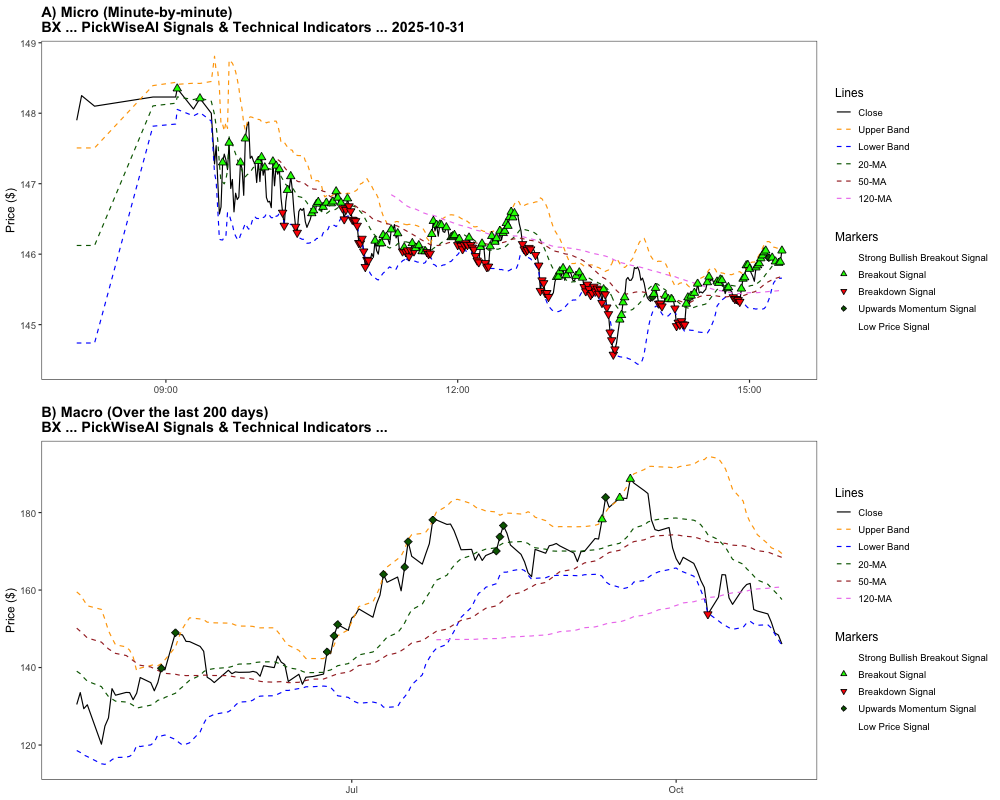 A) Micro (Minute-by-minute)
BX ... PickWiseAI Signals & Technical Indicators ... 2025-10-31
149
148
147
146
145
Price ($)
09:00
12:00
15:00
Lines
Close
Upper Band
Lower Band
20-MA
50-MA
120-MA
Markers
Strong Bullish Breakout Signal
Breakout Signal
Breakdown Signal
Upwards Momentum Signal
Low Price Signal
B) Macro (Over the last 200 days)
BX ... PickWiseAI Signals & Technical Indicators ...
180
160
140
120
Price ($)
Jul
Oct
Lines
Close
Upper Band
Lower Band
20-MA
50-MA
120-MA
Markers
Strong Bullish Breakout Signal
Breakout Signal
Breakdown Signal
Upwards Momentum Signal
Low Price Signal